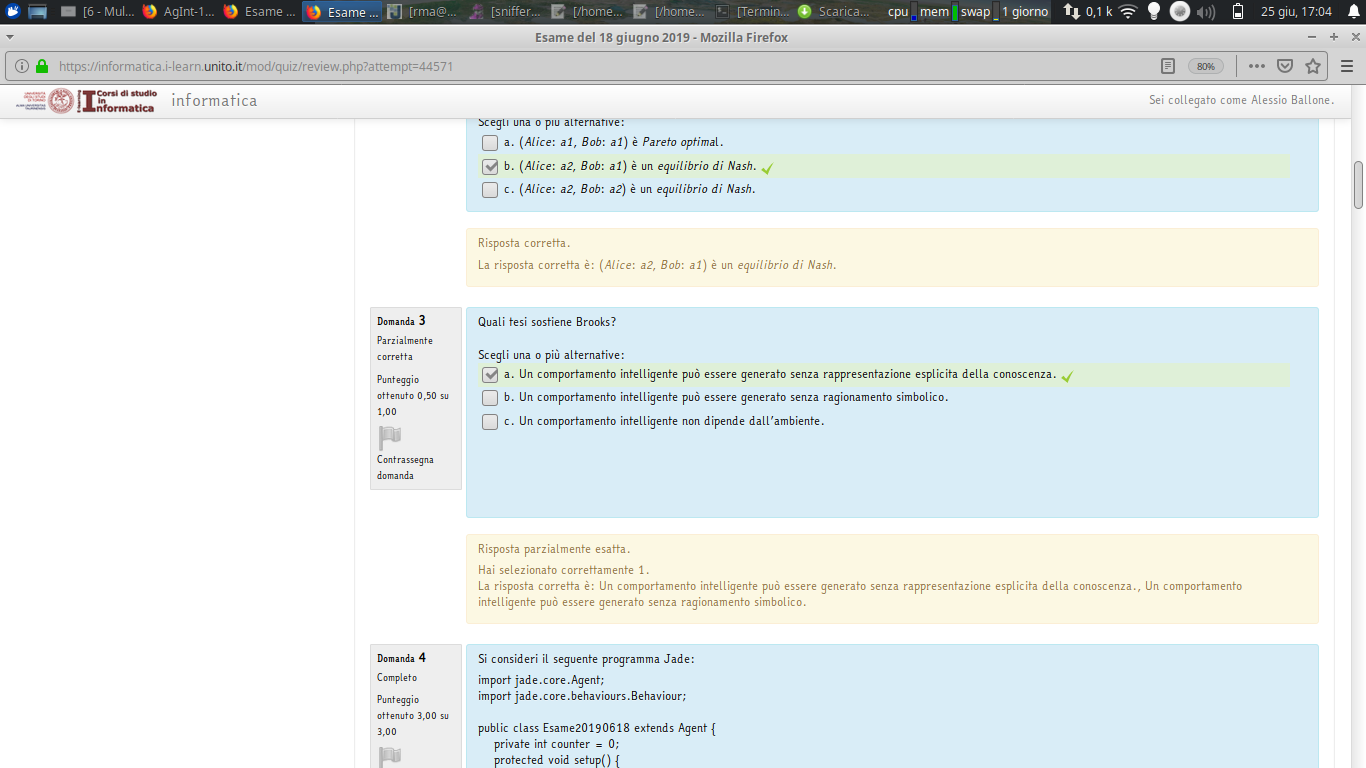 [6 - Mul...
AgInt-1...
Esame ...
Esame ...
[rma@...
[sniffer...
[/home...
[/home...
[Termin...
Scarica...
cpu mem swap 1 giorno
0,1 k
25 giu, 17:04
Esame del 18 giugno 2019 - Mozilla Firefox
https://informatica.i-learn.unito.it/mod/quiz/review.php?attempt=44571
80%
Corsi di studio
in
Informatica
informatica
Sei collegato come Alessio Ballone.
Scegli una o più alternative:
a. (Alice: a1, Bob: a1) è Pareto optimal.
b. (Alice: a2, Bob: a1) è un equilibrio di Nash.
c. (Alice: a2, Bob: a2) è un equilibrio di Nash.
Risposta corretta.
La risposta corretta è: (Alice: a2, Bob: a1) è un equilibrio di Nash.
Domanda 3
Parzialmente
corretta
Punteggio
ottenuto 0,50 su
1,00
Contrassegna
domanda
Quali tesi sostiene Brooks?
Scegli una o più alternative:
a. Un comportamento intelligente può essere generato senza rappresentazione esplicita della conoscenza.
b. Un comportamento intelligente può essere generato senza ragionamento simbolico.
c. Un comportamento intelligente non dipende dall'ambiente.
Risposta parzialmente esatta.
Hai selezionato correttamente 1.
La risposta corretta è: Un comportamento intelligente può essere generato senza rappresentazione esplicita della conoscenza., Un comportamento
intelligente può essere generato senza ragionamento simbolico.
Domanda 4
Completo
Punteggio
ottenuto 3,00 su
3,00
Si consideri il seguente programma Jade:
import jade.core.Agent;
import jade.core.behaviours.Behaviour;
public class Esame20190618 extends Agent {
private int counter = 0;
protected void setup() {